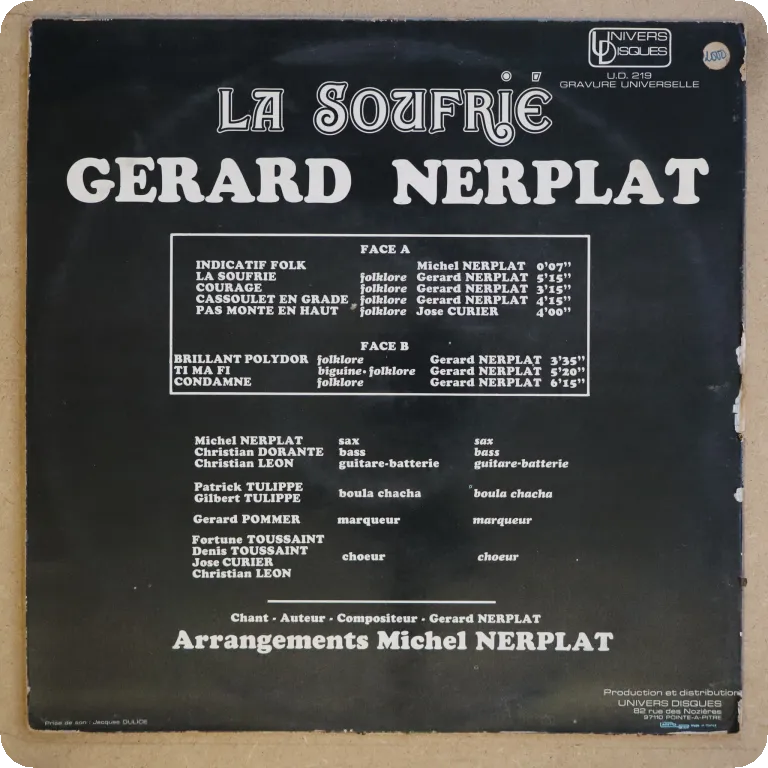 UNIVERS
DISQUES
U.D. 219
GRAVURE UNIVERSELLE
LA SOUFRIÉ
GERARD NERPLAT
FACE A
INDICATIF FOLK Michel NERPLAT 0'07"
LA SOUFRIE folklore Gerard NERPLAT 5'15"
COURAGE folklore Gerard NERPLAT 3'15"
CASSOULET EN GRADE folklore Gerard NERPLAT 4'15"
PAS MONTE EN HAUT folklore Jose CURIER 4'00"
FACE B
BRILLANT POLYDOR folklore Gerard NERPLAT 3'35"
TI MA FI biguine-folklore Gerard NERPLAT 5'20"
CONDAMNE folklore Gerard NERPLAT 6'15"
Michel NERPLAT sax sax
Christian DORANTE bass bass
Christian LEON guitare-batterie guitare-batterie
Patrick TULIPPE
Gilbert TULIPPE boula chacha boula chacha
Gerard POMMER marqueur marqueur
Fortune TOUSSAINT
Denis TOUSSAINT
Jose CURIER choeur choeur
Christian LEON
Chant - Auteur - Compositeur - Gerard NERPLAT
Arrangements Michel NERPLAT
Production et distribution
UNIVERS DISQUES
82 rue des Nozières
97110 POINTE-A-PITRE
Prise de son : Jacques DULICE